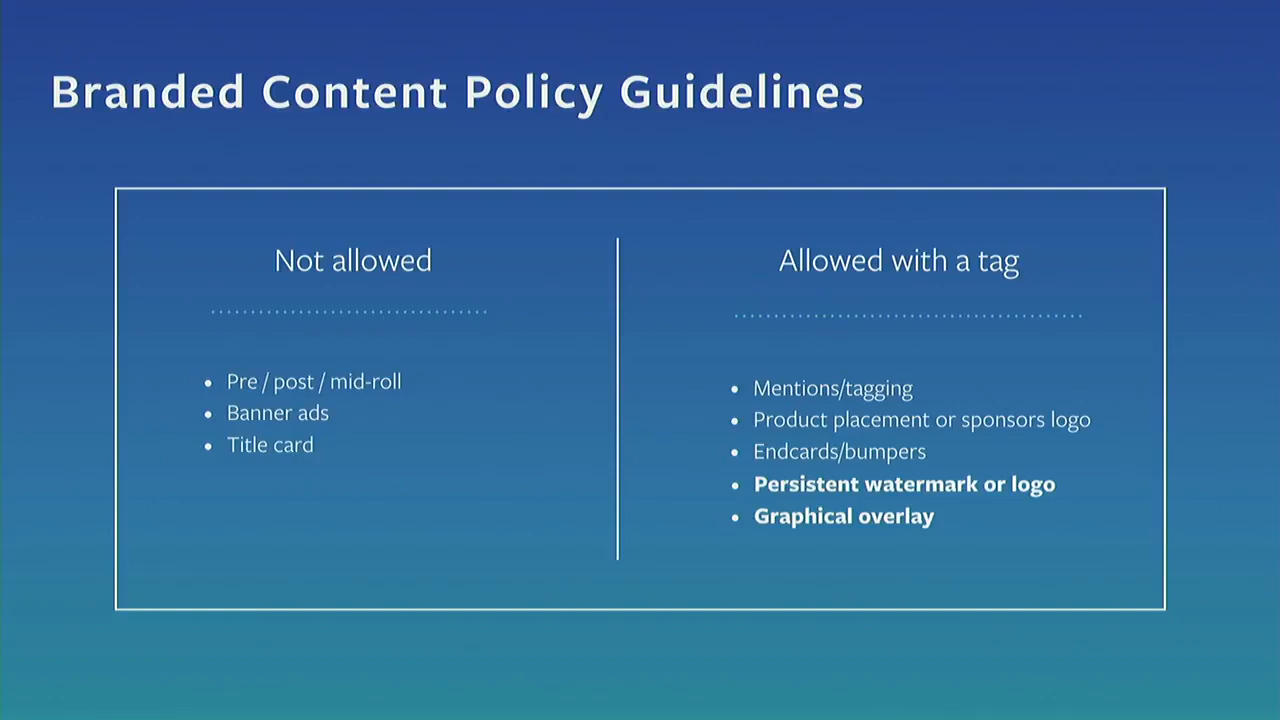 Branded Content Policy Guidelines
Not allowed
• Pre / post / mid-roll
• Banner ads
• Title card
Allowed with a tag
• Mentions/tagging
• Product placement or sponsors logo
• Endcards/bumpers
• Persistent watermark or logo
• Graphical overlay